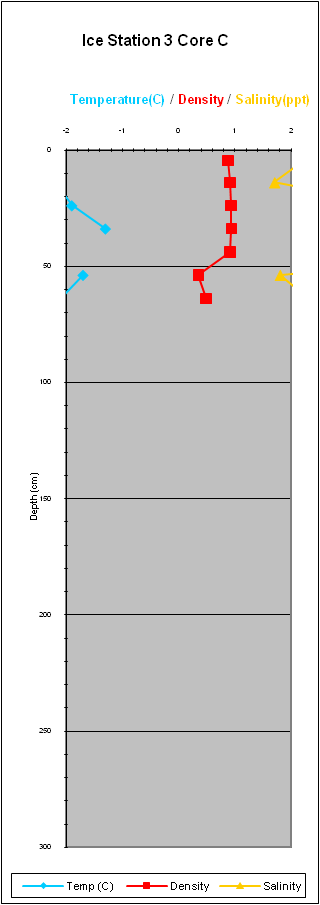 Ice Station 3 Core C
Temperature(C) / Density / Salinity(ppt)
-2 -1 0 1 2
0
50
100
150
Depth (cm)
200
250
300
Temp (C) Density Salinity